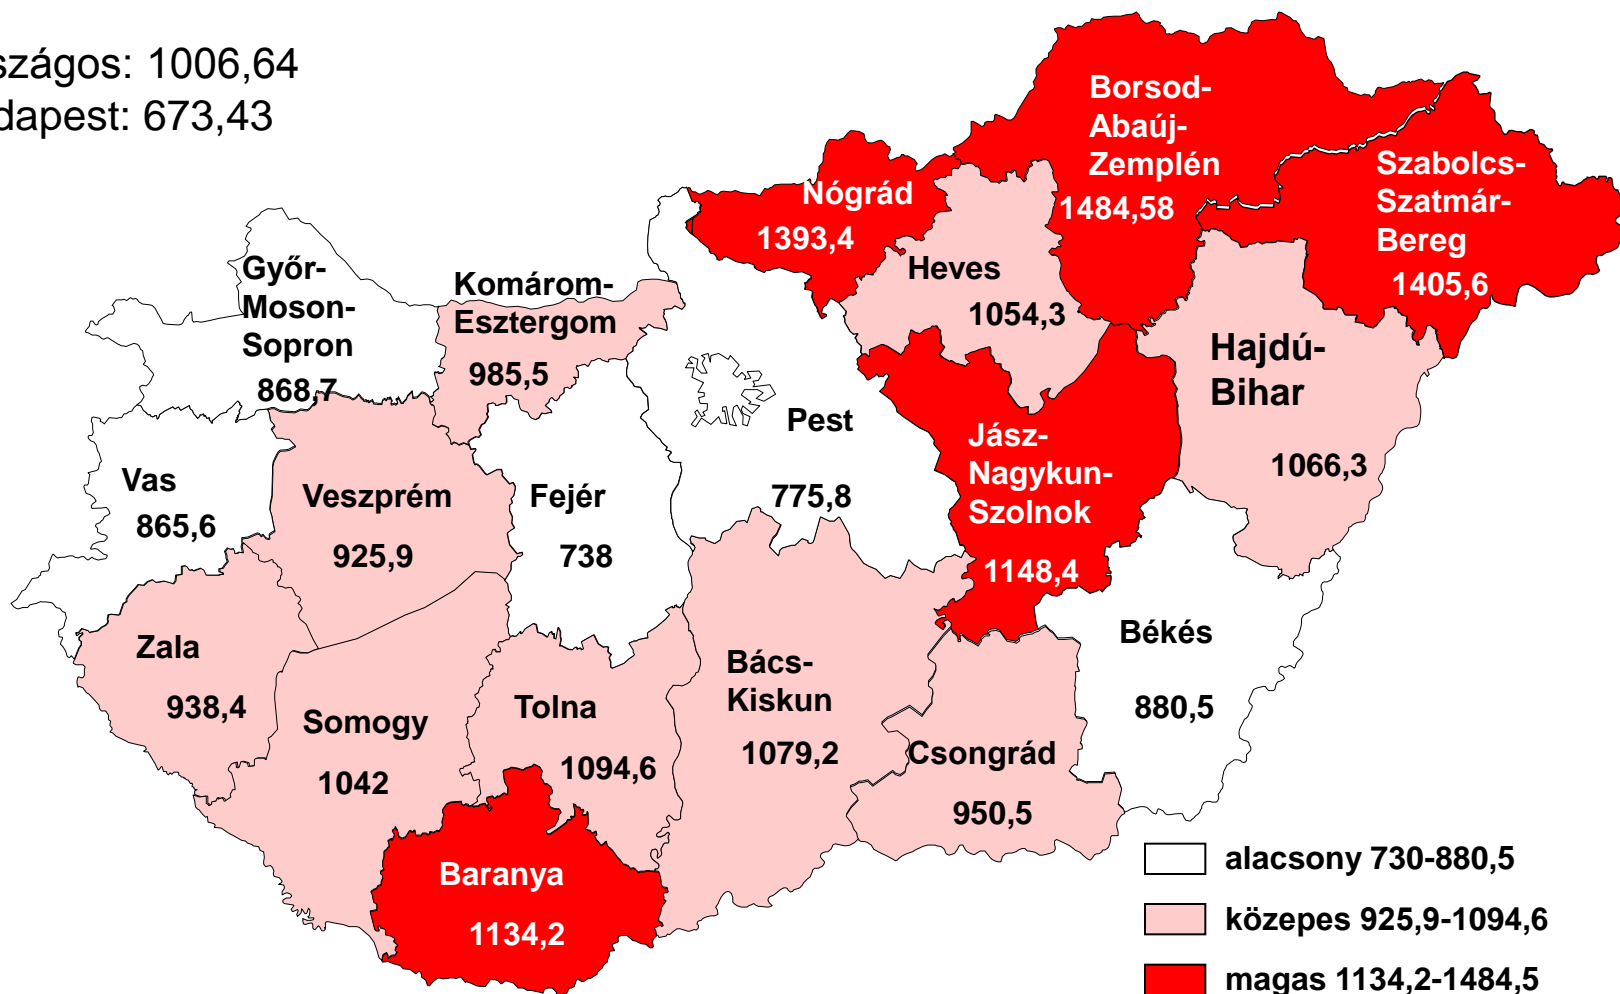 szágos: 1006,64
dapest: 673,43
Borsod-
Abaúj-
Zemplén
1484,58
Szabolcs-
Szatmár-
Bereg
1405,6
Nógrád
1393,4
Heves
1054,3
Győr-
Moson-
Sopron
868,7
Komárom-
Esztergom
985,5
Hajdú-
Bihar
1066,3
Pest
775,8
Jász-
Nagykun-
Szolnok
1148,4
Vas
865,6
Veszprém
925,9
Fejér
738
Zala
938,4
Somogy
1042
Tolna
1094,6
Bács-
Kiskun
1079,2
Békés
880,5
Csongrád
950,5
Baranya
1134,2
alacsony 730-880,5
közepes 925,9-1094,6
magas 1134,2-1484,5